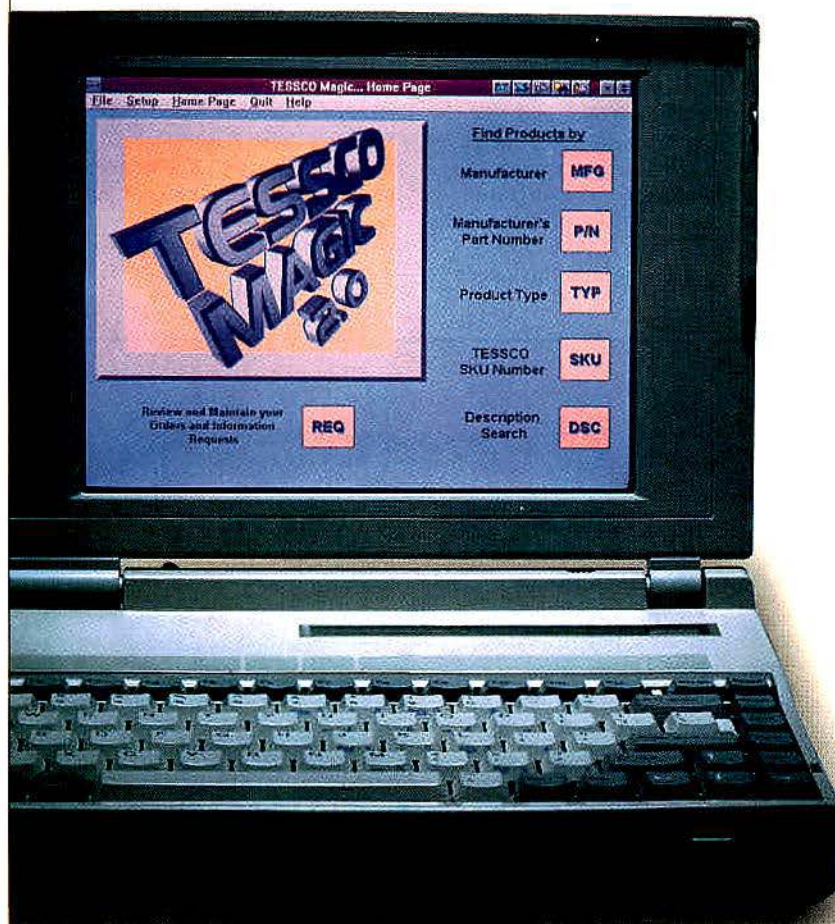 TESSCO Magic... Home Page
File Setup Home Page Quit Help
TESSCO
MAGIC
2.0
Find Products by
Manufacturer MFG
Manufacturer's
Part Number P/N
Product Type TYP
TESSCO
SKU Number SKU
Description
Search DSC
Review and Maintain your
Orders and Information
Requests REQ